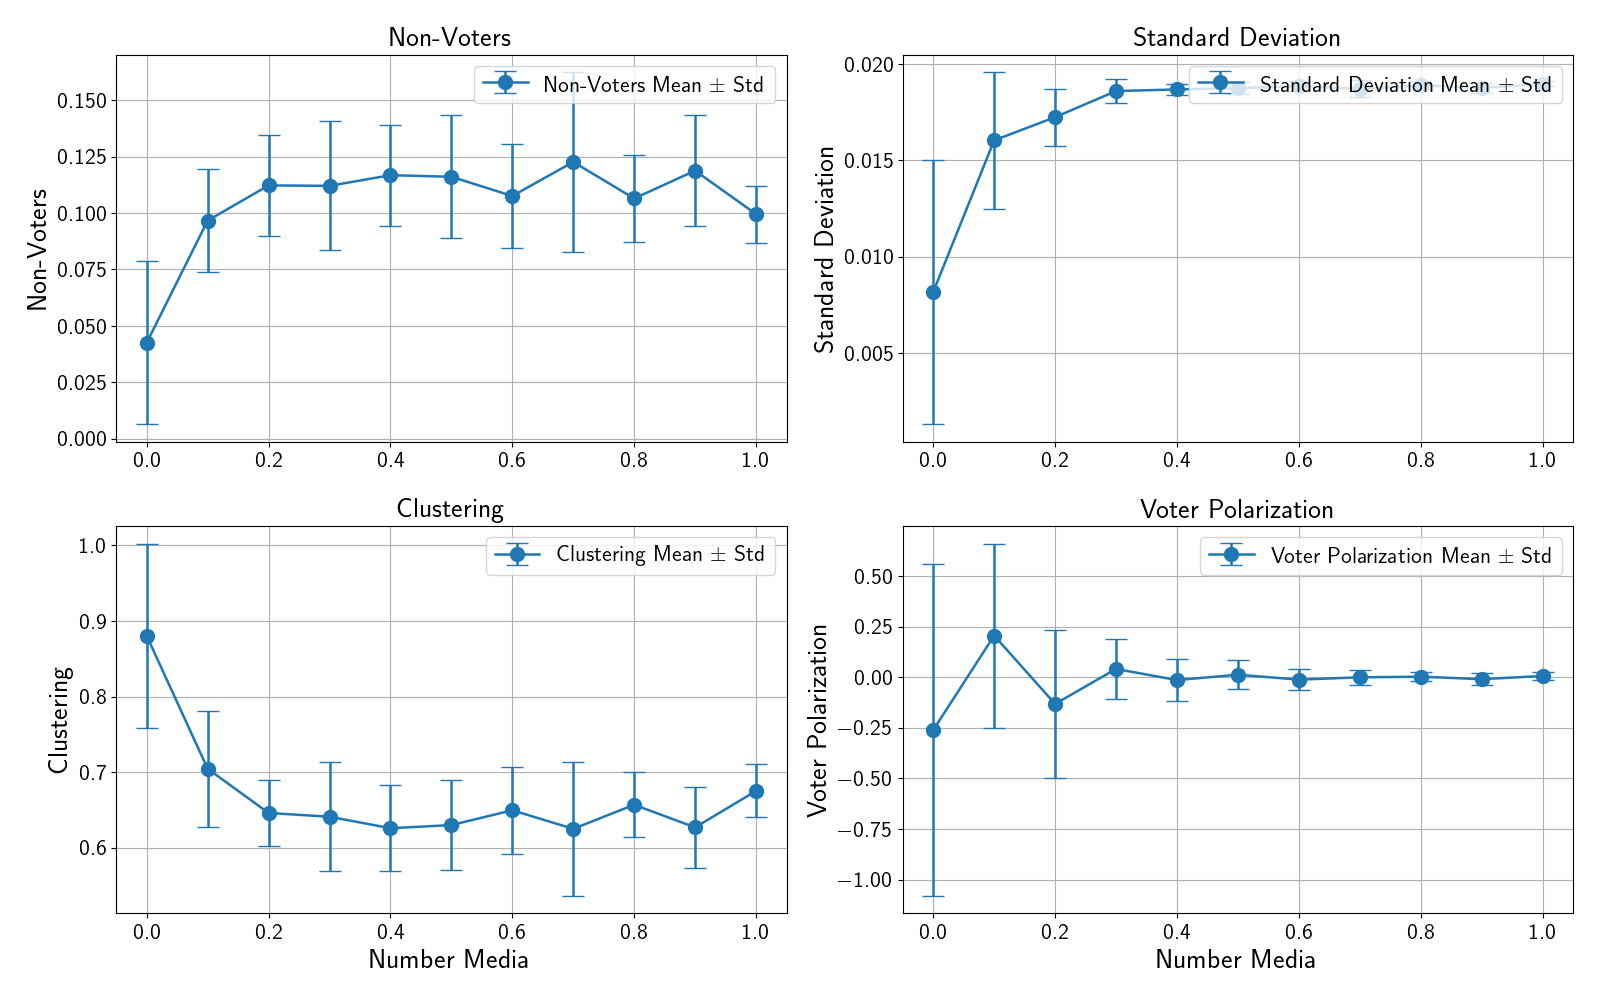 Non-Voters
Non-Voters Mean ± Std
Non-Voters
0.150
0.125
0.100
0.075
0.050
0.025
0.000
0.0 0.2 0.4 0.6 0.8 1.0
Standard Deviation
Standard Deviation Mean ± Std
Standard Deviation
0.020
0.015
0.010
0.005
0.0 0.2 0.4 0.6 0.8 1.0
Clustering
Clustering Mean ± Std
Clustering
1.0
0.9
0.8
0.7
0.6
0.0 0.2 0.4 0.6 0.8 1.0
Number Media
Voter Polarization
Voter Polarization Mean ± Std
Voter Polarization
0.50
0.25
0.00
−0.25
−0.50
−0.75
−1.00
0.0 0.2 0.4 0.6 0.8 1.0
Number Media